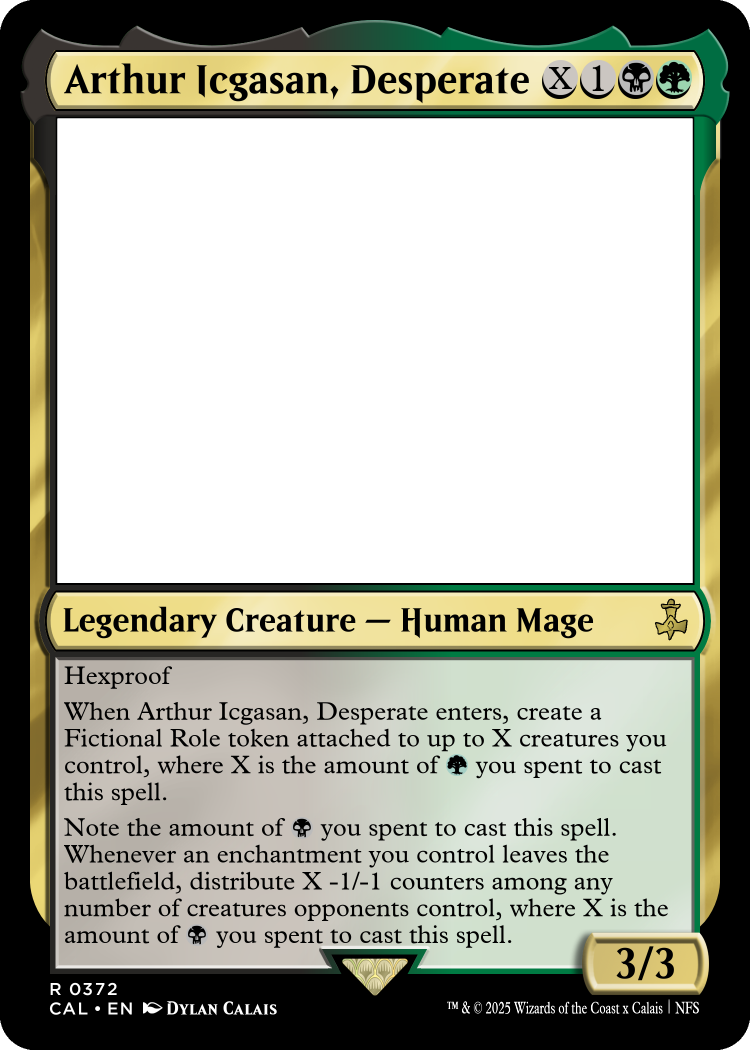 Arthur Icgasan, Desperate X 1
Legendary Creature — Human Mage
Hexproof
When Arthur Icgasan, Desperate enters, create a
Fictional Role token attached to up to X creatures you
control, where X is the amount of you spent to cast
this spell.
Note the amount of you spent to cast this spell.
Whenever an enchantment you control leaves the
battlefield, distribute X -1/-1 counters among any
number of creatures opponents control, where X is the
amount of you spent to cast this spell.
3/3
R 0372
CAL • EN Dylan Calais
™ & © 2025 Wizards of the Coast x Calais | NFS